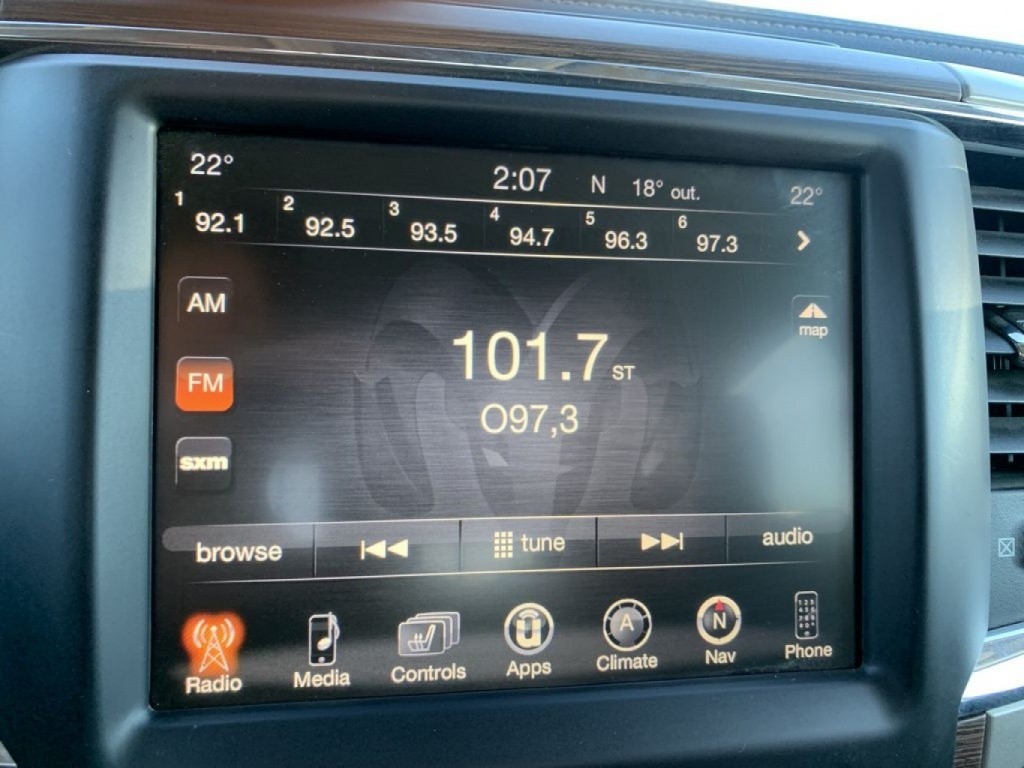 22° 2:07 N 18° out. 22°
1 92.1 2 92.5 3 93.5 4 94.7 5 96.3 6 97.3
AM
map
101.7 ST
FM
O97,3
sxm
browse tune audio
Radio Media Controls Apps A Climate N Nav Phone